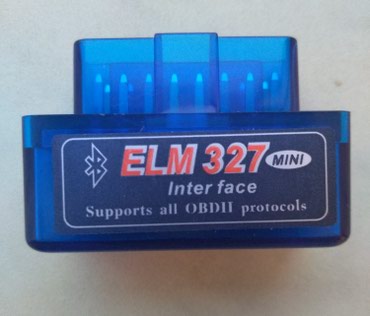 ELM 327 MINI
Inter face
Supports all OBDII protocols